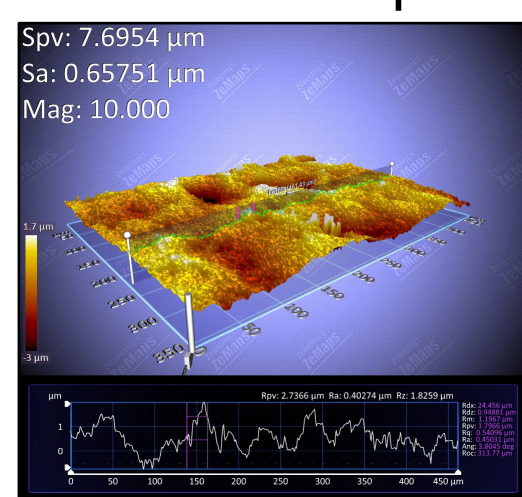 Spv: 7.6954 µm
Sa: 0.65751 µm
Mag: 10.000
ZeMaps
1.7 µm
-3 µm
350
300
250
200
50
100
150
200
µm
Rpv: 2.7366 µm Ra: 0.40274 µm Rz: 1.8259 µm
1
0
0 50 100 150 200 250 300 350 400 450 µm
Rdx: 24.456 µm
Rdz: 0.94881 µm
Rm: 1.1967 µm
Rpv: 1.7966 µm
Rq: 0.54096 µm
Ra: 0.45031 µm
Ang: 3.8045 deg
Roc: 313.77 µm